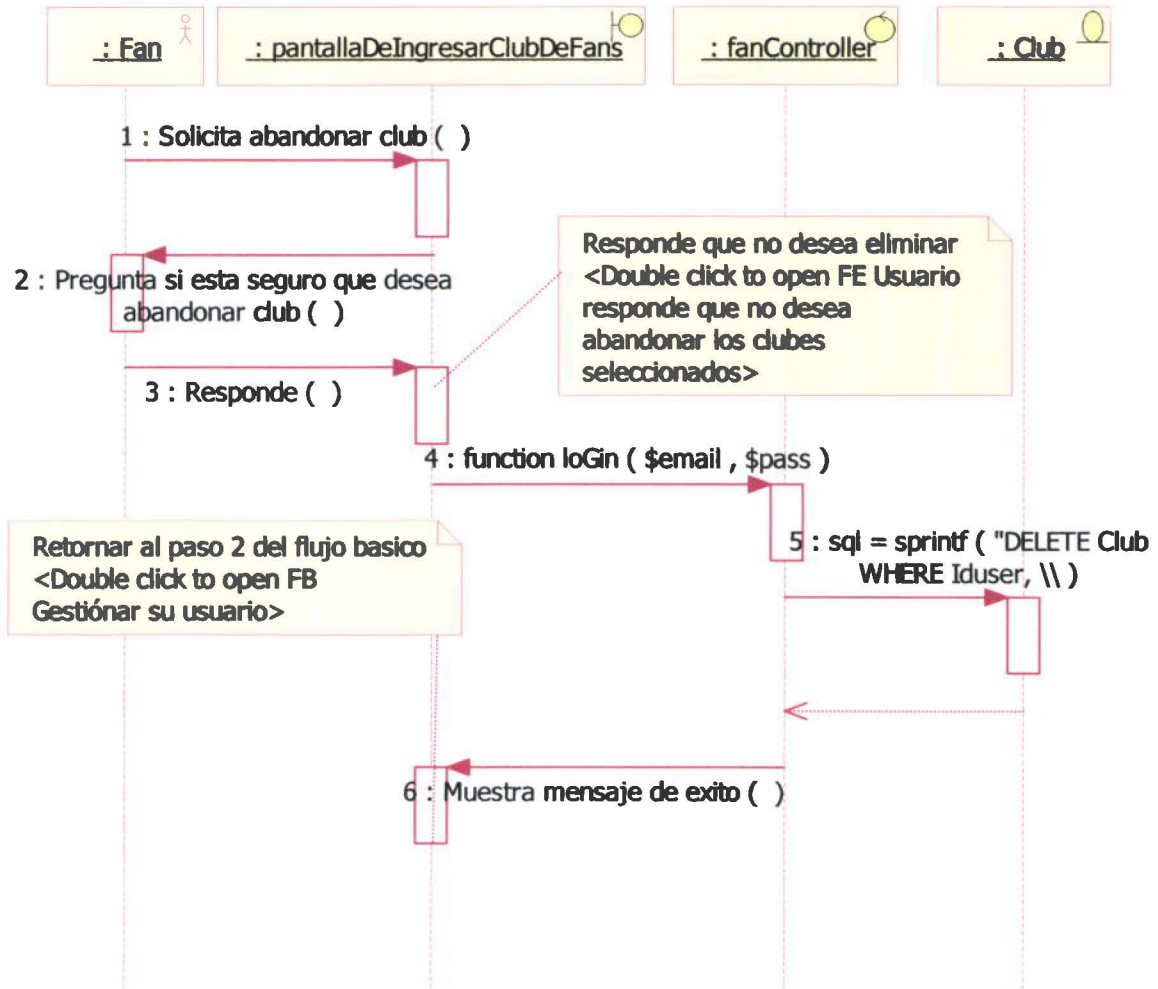 : Fan
: pantallaDeIngresarClubDeFans
: fanController
: Club
1 : Solicita abandonar club ( )
2 : Pregunta si esta seguro que desea
abandonar club ( )
Responde que no desea eliminar
<Double click to open FE Usuario
responde que no desea
abandonar los clubes
seleccionados>
3 : Responde ( )
4 : function loGin ( $email , $pass )
Retornar al paso 2 del flujo basico
<Double click to open FB
Gestiónar su usuario>
5 : sql = sprintf ( "DELETE Club
WHERE Iduser, \\ )
6 : Muestra mensaje de exito ( )